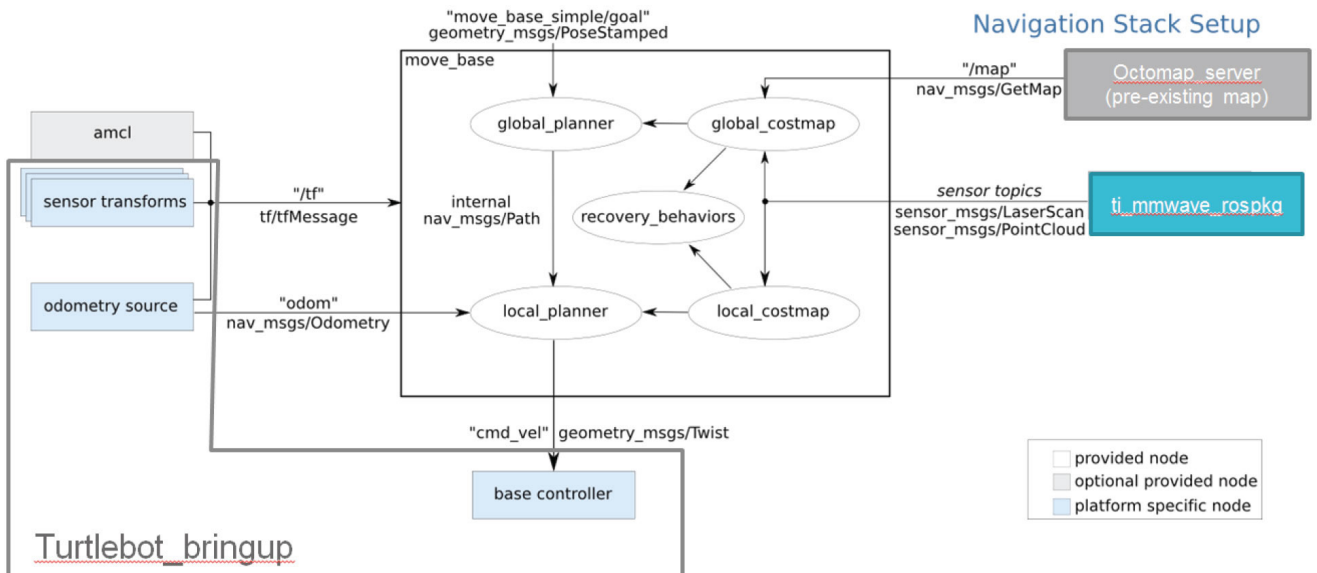 Navigation Stack Setup
"move_base_simple/goal"
geometry_msgs/PoseStamped
move_base
"/map"
nav_msgs/GetMap
Octomap_server
(pre-existing map)
amcl
global_planner
global_costmap
sensor transforms
"/tf"
tf/tfMessage
internal
nav_msgs/Path
recovery_behaviors
sensor topics
sensor_msgs/LaserScan
sensor_msgs/PointCloud
ti_mmwave_rospkg
odometry source
"odom"
nav_msgs/Odometry
local_planner
local_costmap
"cmd_vel" geometry_msgs/Twist
base controller
provided node
optional provided node
platform specific node
Turtlebot_bringup